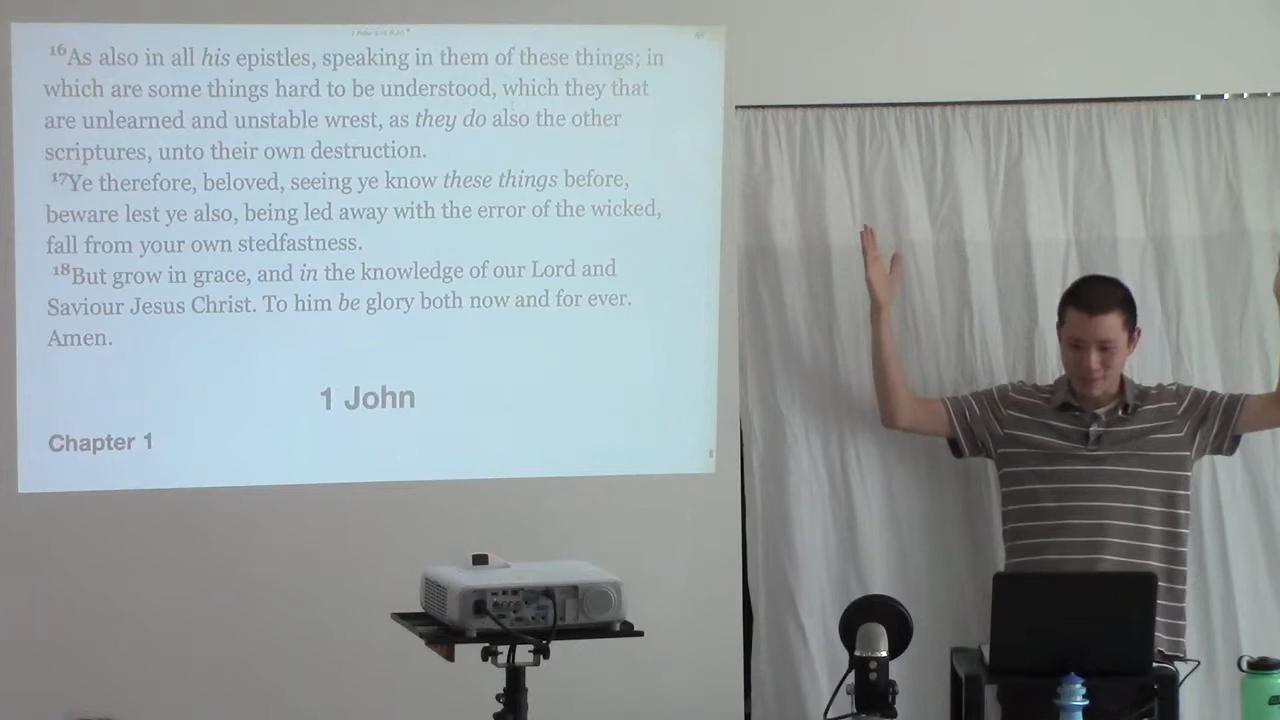 16As also in all his epistles, speaking in them of these things; in
which are some things hard to be understood, which they that
are unlearned and unstable wrest, as they do also the other
scriptures, unto their own destruction.
17Ye therefore, beloved, seeing ye know these things before,
beware lest ye also, being led away with the error of the wicked,
fall from your own stedfastness.
18But grow in grace, and in the knowledge of our Lord and
Saviour Jesus Christ. To him be glory both now and for ever.
Amen.
1 John
Chapter 1